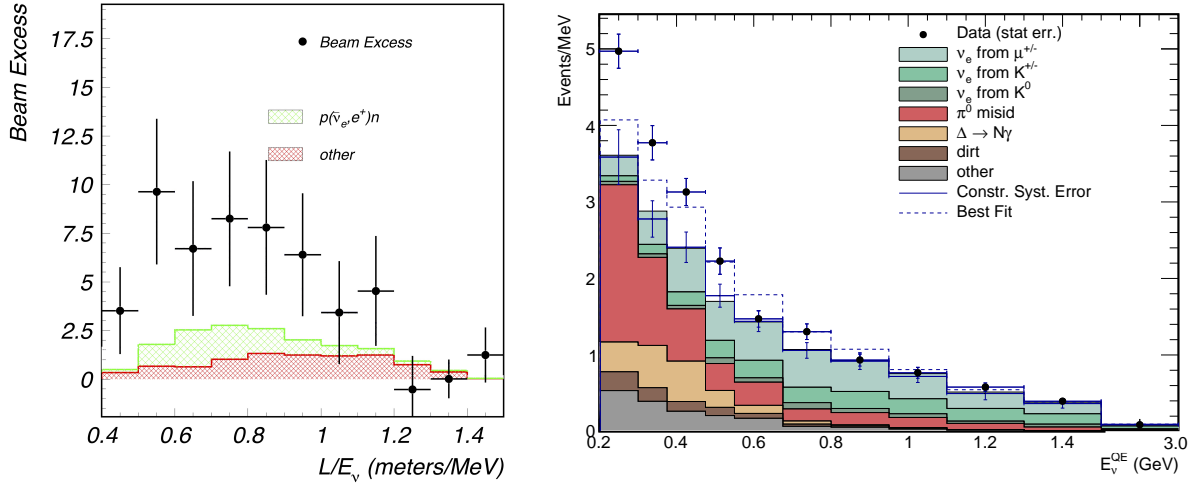 Beam Excess
17.5
15
12.5
10
7.5
5
2.5
0
Beam Excess
p(ν̄e,e⁺)n
other
0.4 0.6 0.8 1 1.2 1.4
L/Eν (meters/MeV)
Events/MeV
5
4
3
2
1
0
Data (stat err.)
νe from μ+/-
νe from K+/-
νe from K0
π0 misid
Δ → Nγ
dirt
other
Constr. Syst. Error
Best Fit
0.2 0.4 0.6 0.8 1 1.2 1.4 3.0
EνQE (GeV)